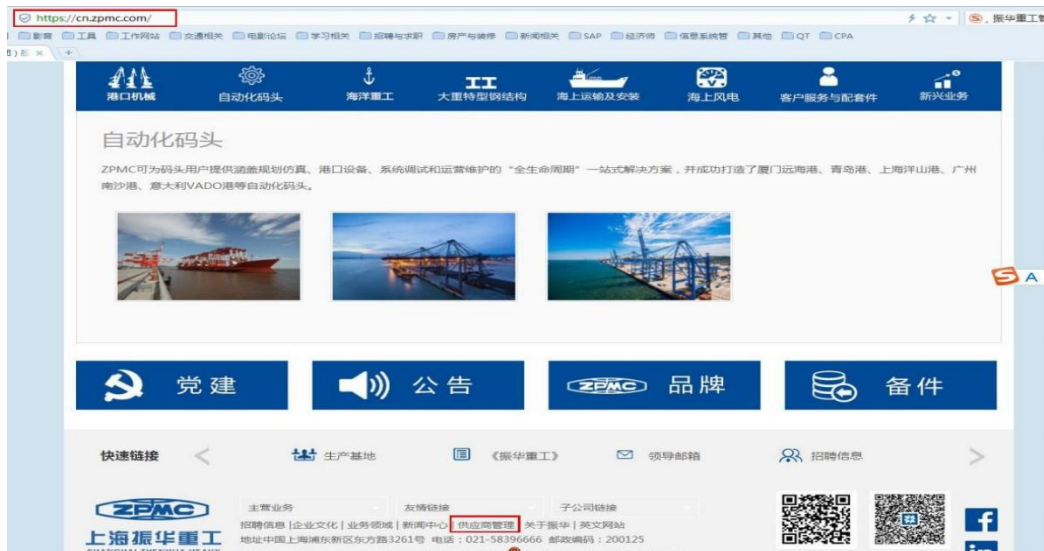 https://cn.zpmc.com/
振华重工
影音 工具 工作网站 交通相关 电影论坛 学习相关 招聘与求职 房产与装修 新闻相关 SAP 经济师 信息系统管 其他 QT CPA
港口机械 自动化码头 海洋重工 大重特型钢结构 海上运输及安装 海上风电 客户服务与配套件 新兴业务
自动化码头
ZPMC可为码头用户提供涵盖规划仿真、港口设备、系统调试和运营维护的“全生命周期”一站式解决方案，并成功打造了厦门远海港、青岛港、上海洋山港、广州
南沙港、意大利VADO港等自动化码头。
S A
党建 公告 ZPMC 品牌 备件
快速链接 < 生产基地 《振华重工》 领导邮箱 招聘信息 >
ZPMC
上海振华重工
主营业务 友情链接 子公司链接
招聘信息 | 企业文化 | 业务领域 | 新闻中心 | 供应商管理 | 关于振华 | 英文网站
地址中国上海浦东新区东方路3261号 电话：021-58396666 邮政编码：200125
f
in